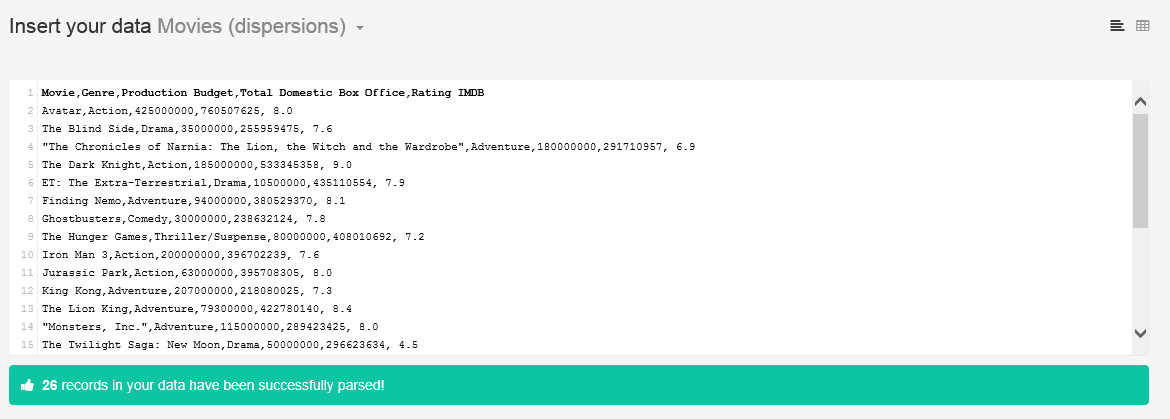 Insert your data Movies (dispersions)
1 Movie,Genre,Production Budget,Total Domestic Box Office,Rating IMDB
2 Avatar,Action,425000000,760507625, 8.0
3 The Blind Side,Drama,35000000,255959475, 7.6
4 "The Chronicles of Narnia: The Lion, the Witch and the Wardrobe",Adventure,180000000,291710957, 6.9
5 The Dark Knight,Action,185000000,533345358, 9.0
6 ET: The Extra-Terrestrial,Drama,10500000,435110554, 7.9
7 Finding Nemo,Adventure,94000000,380529370, 8.1
8 Ghostbusters,Comedy,30000000,238632124, 7.8
9 The Hunger Games,Thriller/Suspense,80000000,408010692, 7.2
10 Iron Man 3,Action,200000000,396702239, 7.6
11 Jurassic Park,Action,63000000,395708305, 8.0
12 King Kong,Adventure,207000000,218080025, 7.3
13 The Lion King,Adventure,79300000,422780140, 8.4
14 "Monsters, Inc.",Adventure,115000000,289423425, 8.0
15 The Twilight Saga: New Moon,Drama,50000000,296623634, 4.5
26 records in your data have been successfully parsed!